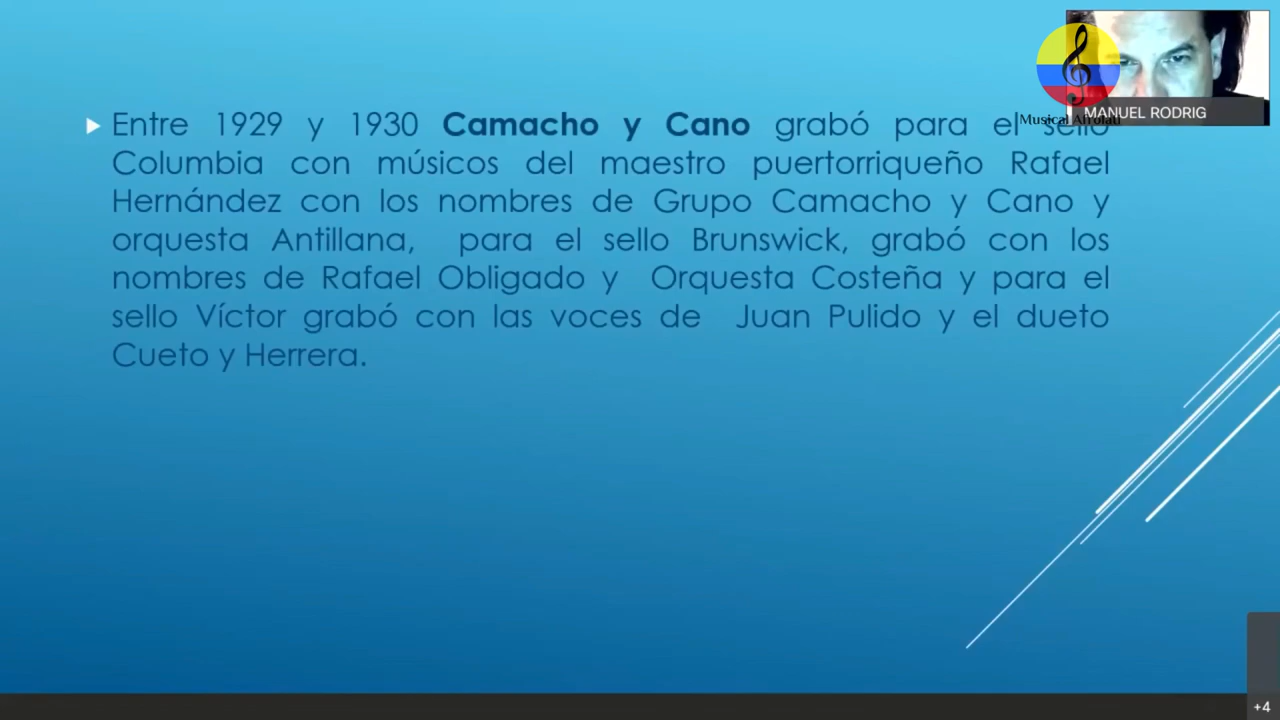 Entre 1929 y 1930 Camacho y Cano grabó para el sello
Columbia con músicos del maestro puertorriqueño Rafael
Hernández con los nombres de Grupo Camacho y Cano y
orquesta Antillana, para el sello Brunswick, grabó con los
nombres de Rafael Obligado y Orquesta Costeña y para el
sello Víctor grabó con las voces de Juan Pulido y el dueto
Cueto y Herrera.
MANUEL RODRIG
Musical
+4